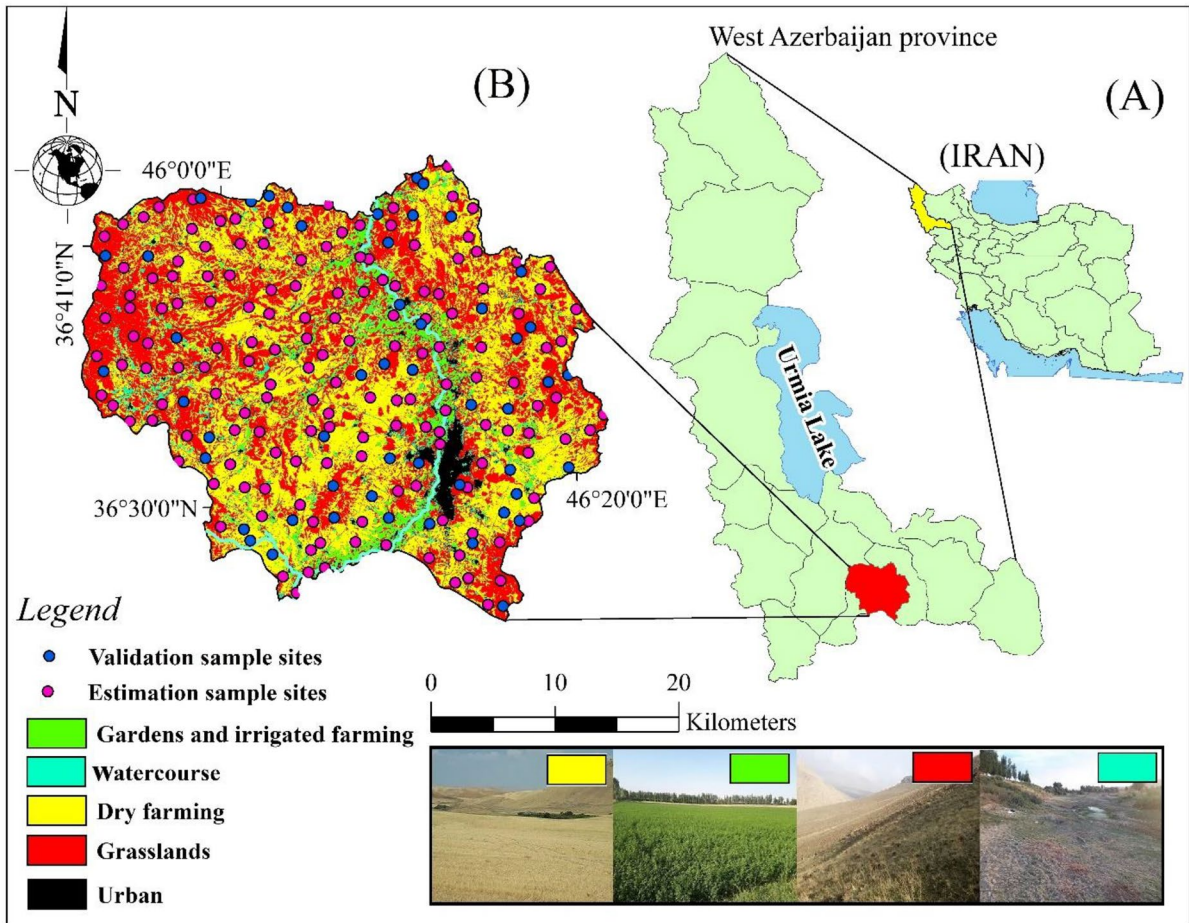 West Azerbaijan province
(B)
(A)
N
(IRAN)
46°0'0"E
36°41'0"N
Urmia Lake
36°30'0"N
46°20'0"E
Legend
Validation sample sites
Estimation sample sites
Gardens and irrigated farming
Watercourse
Dry farming
Grasslands
Urban
0 10 20
Kilometers